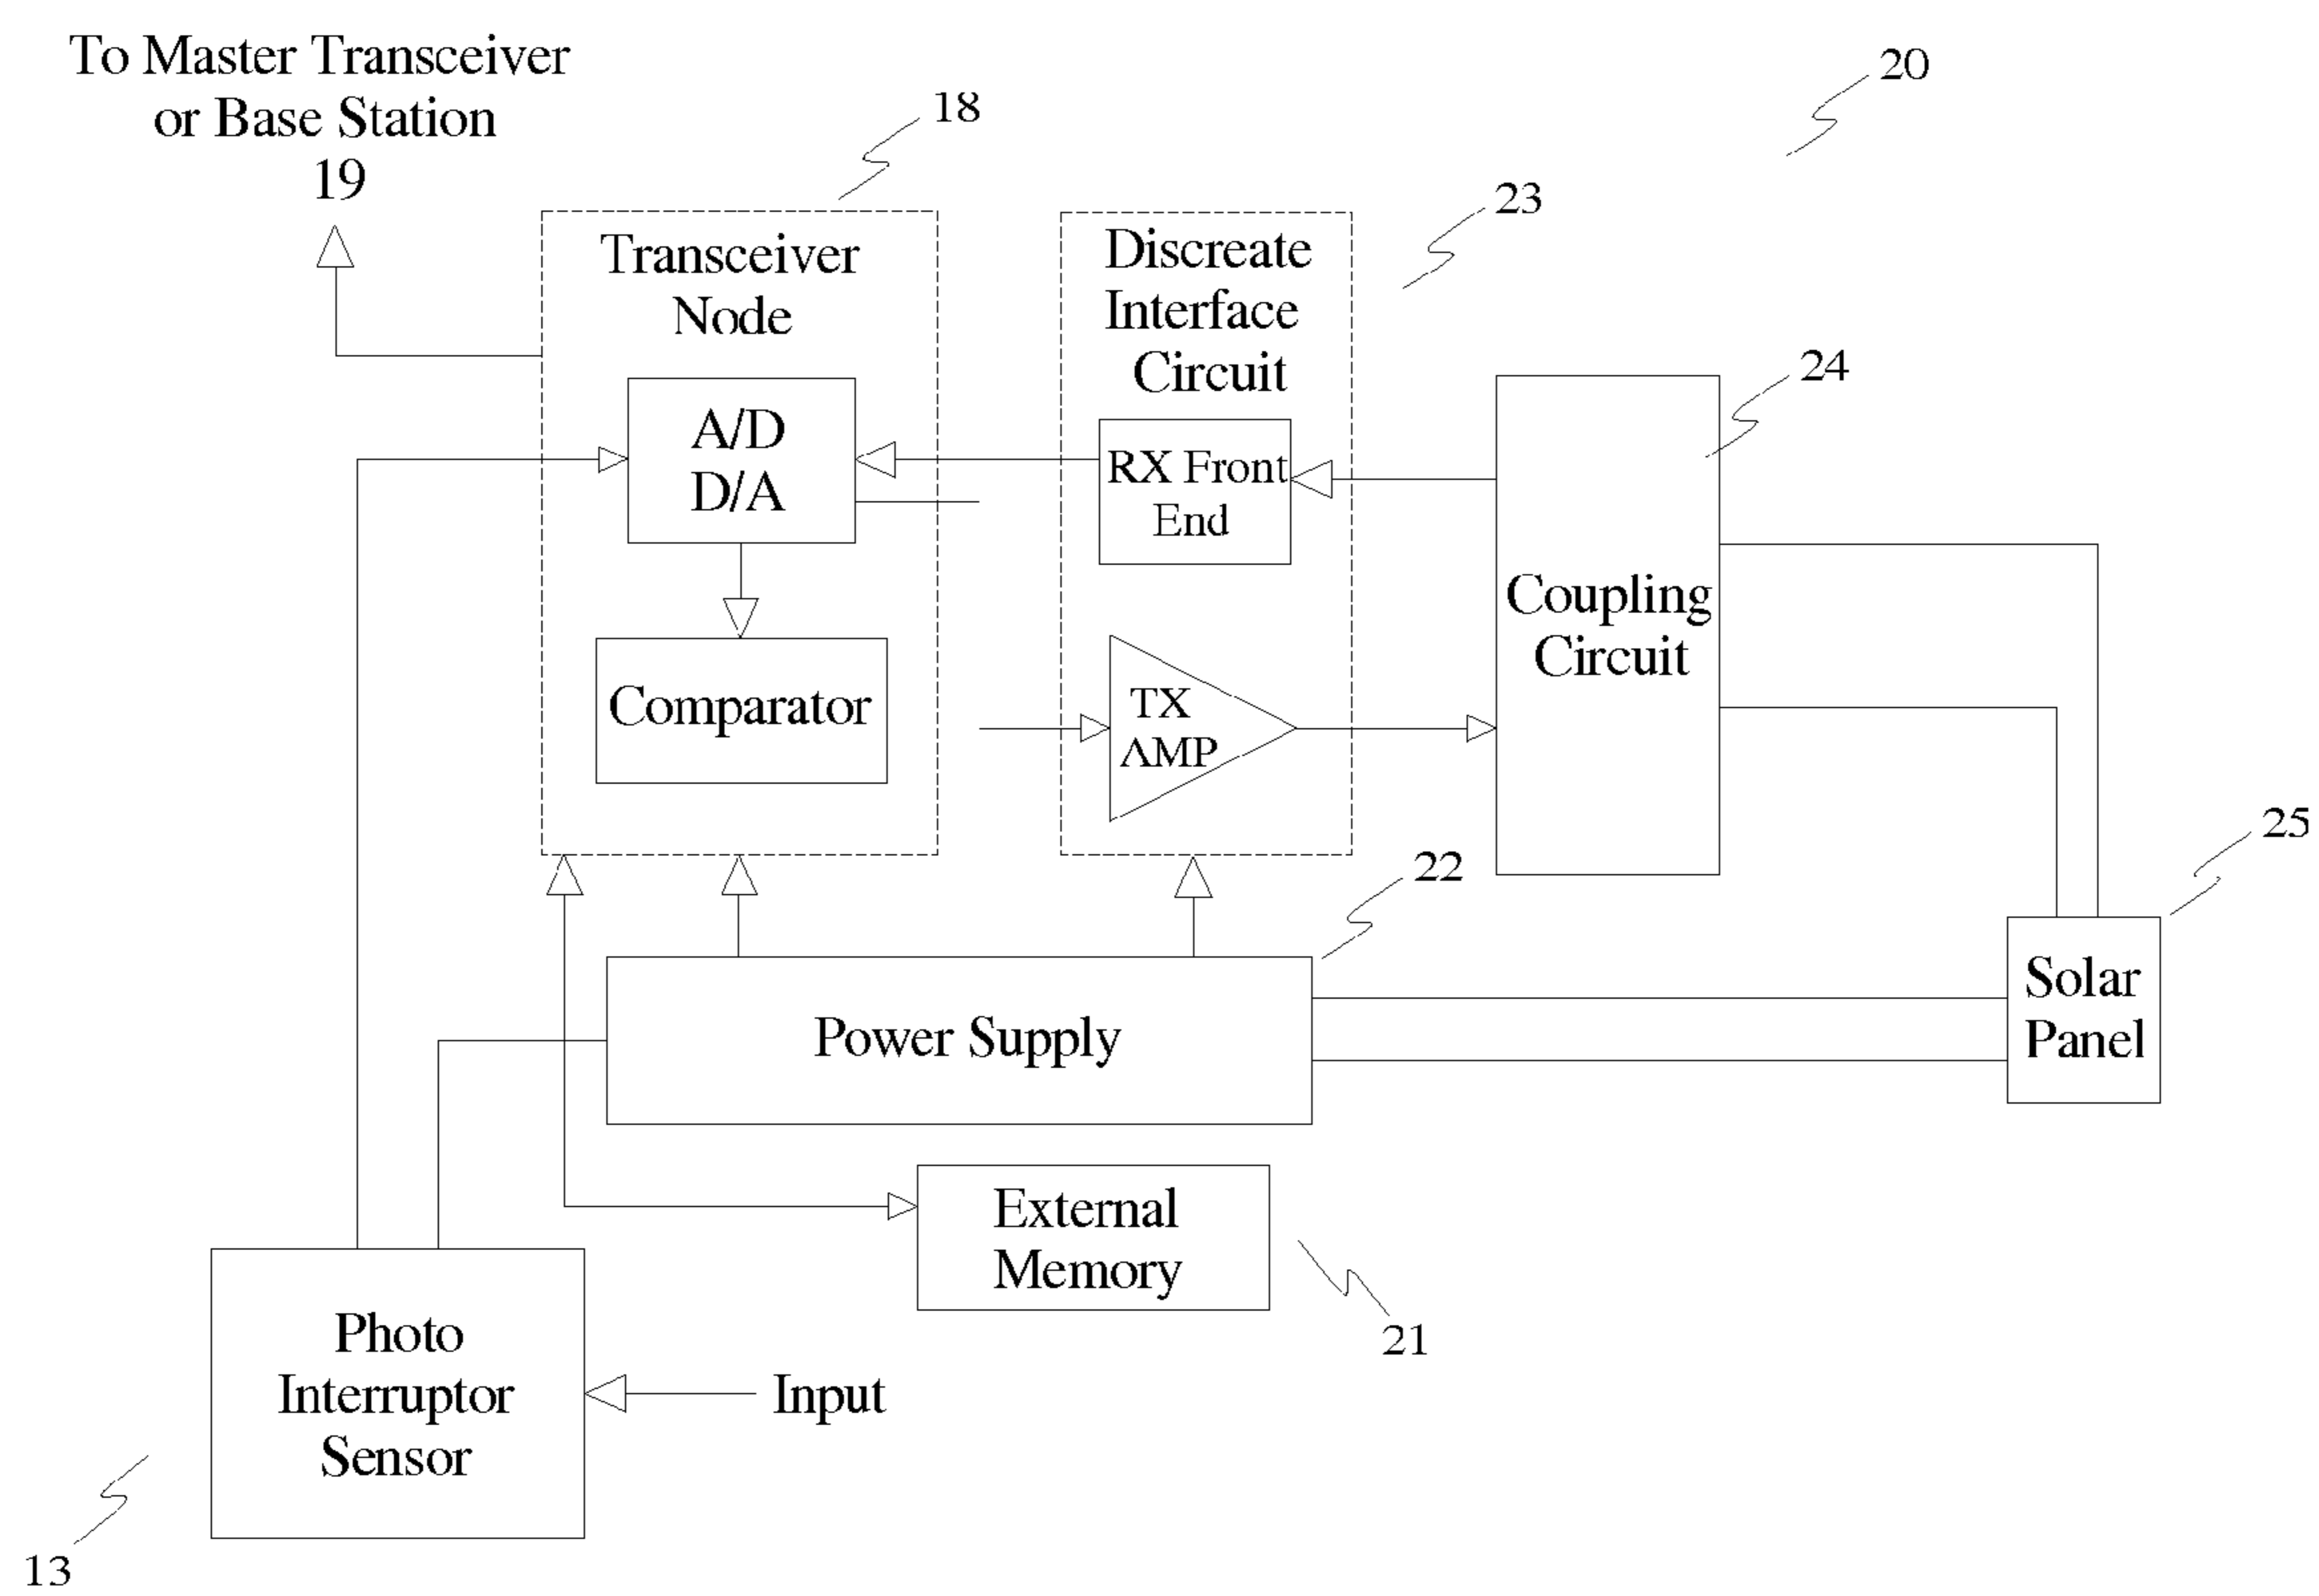 To Master Transceiver
or Base Station
19
18
20
23
Transceiver
Node
Discreate
Interface
Circuit
24
A/D
D/A
RX Front
End
Coupling
Circuit
Comparator
TX
AMP
25
22
Solar
Panel
Power Supply
External
Memory
21
Photo
Interruptor
Sensor
Input
13